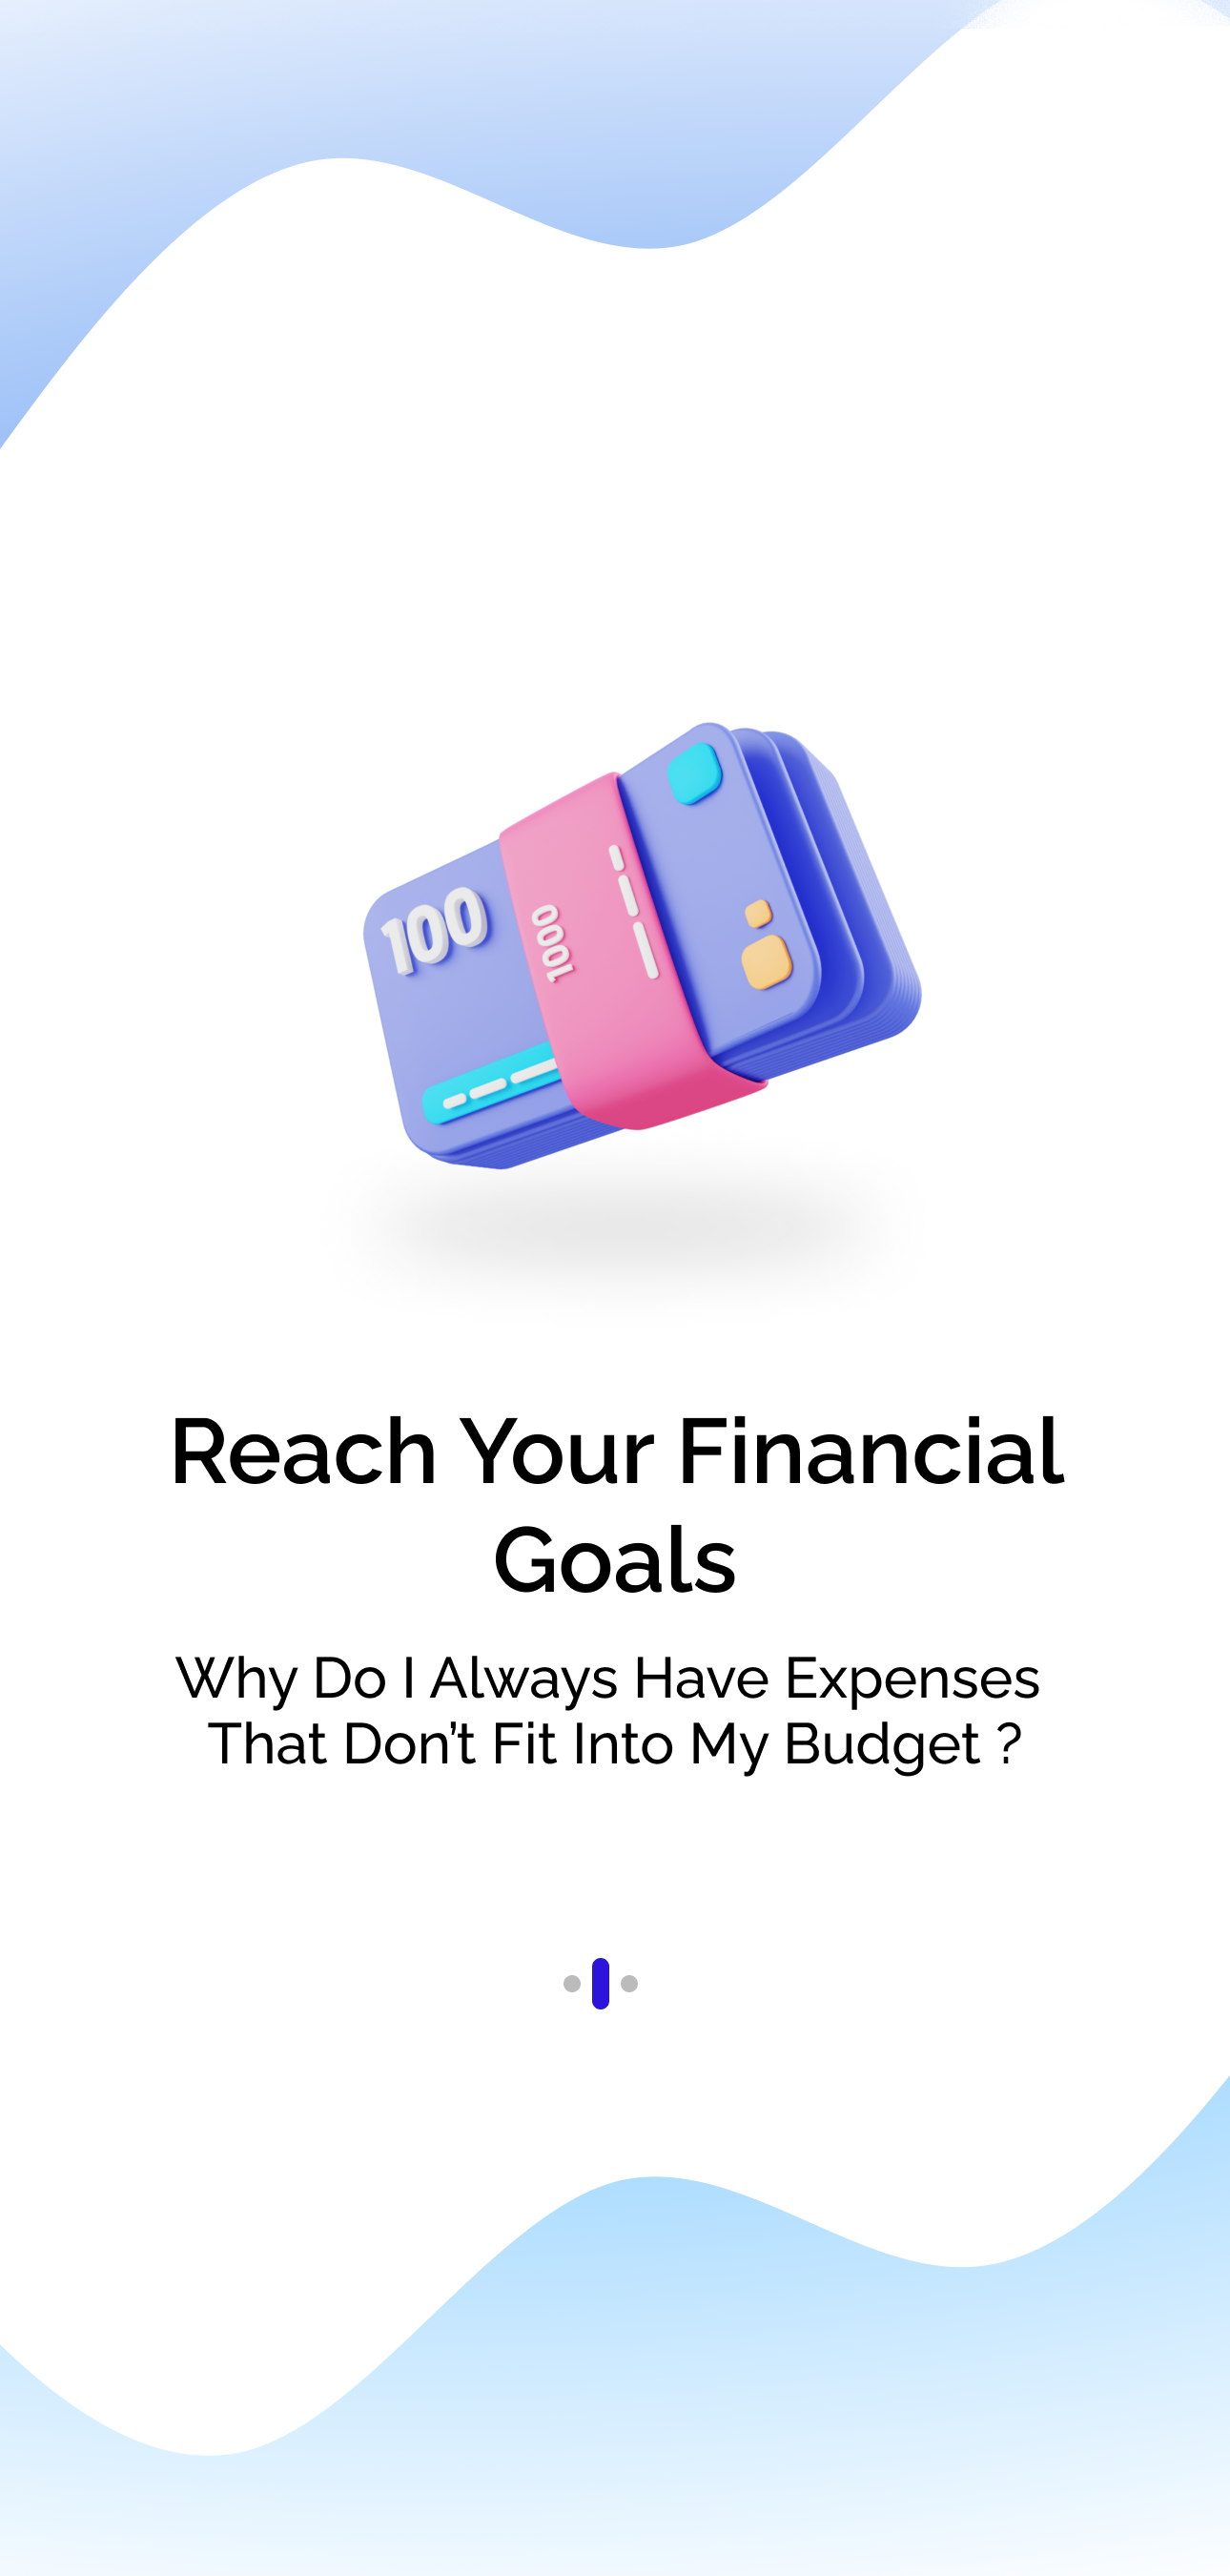 100
1000
Reach Your Financial
Goals
Why Do I Always Have Expenses
That Don’t Fit Into My Budget ?